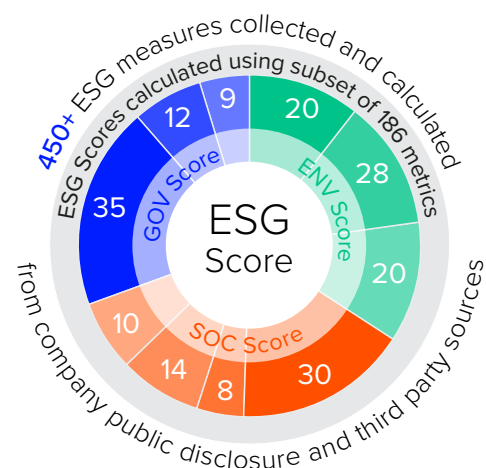 450+ ESG measures collected and calculated
ESG Scores calculated using subset of 186 metrics
9
20
12
28
GOV Score
ENV Score
35
ESG
Score
20
10
SOC Score
14
8
30
from company public disclosure and third party sources